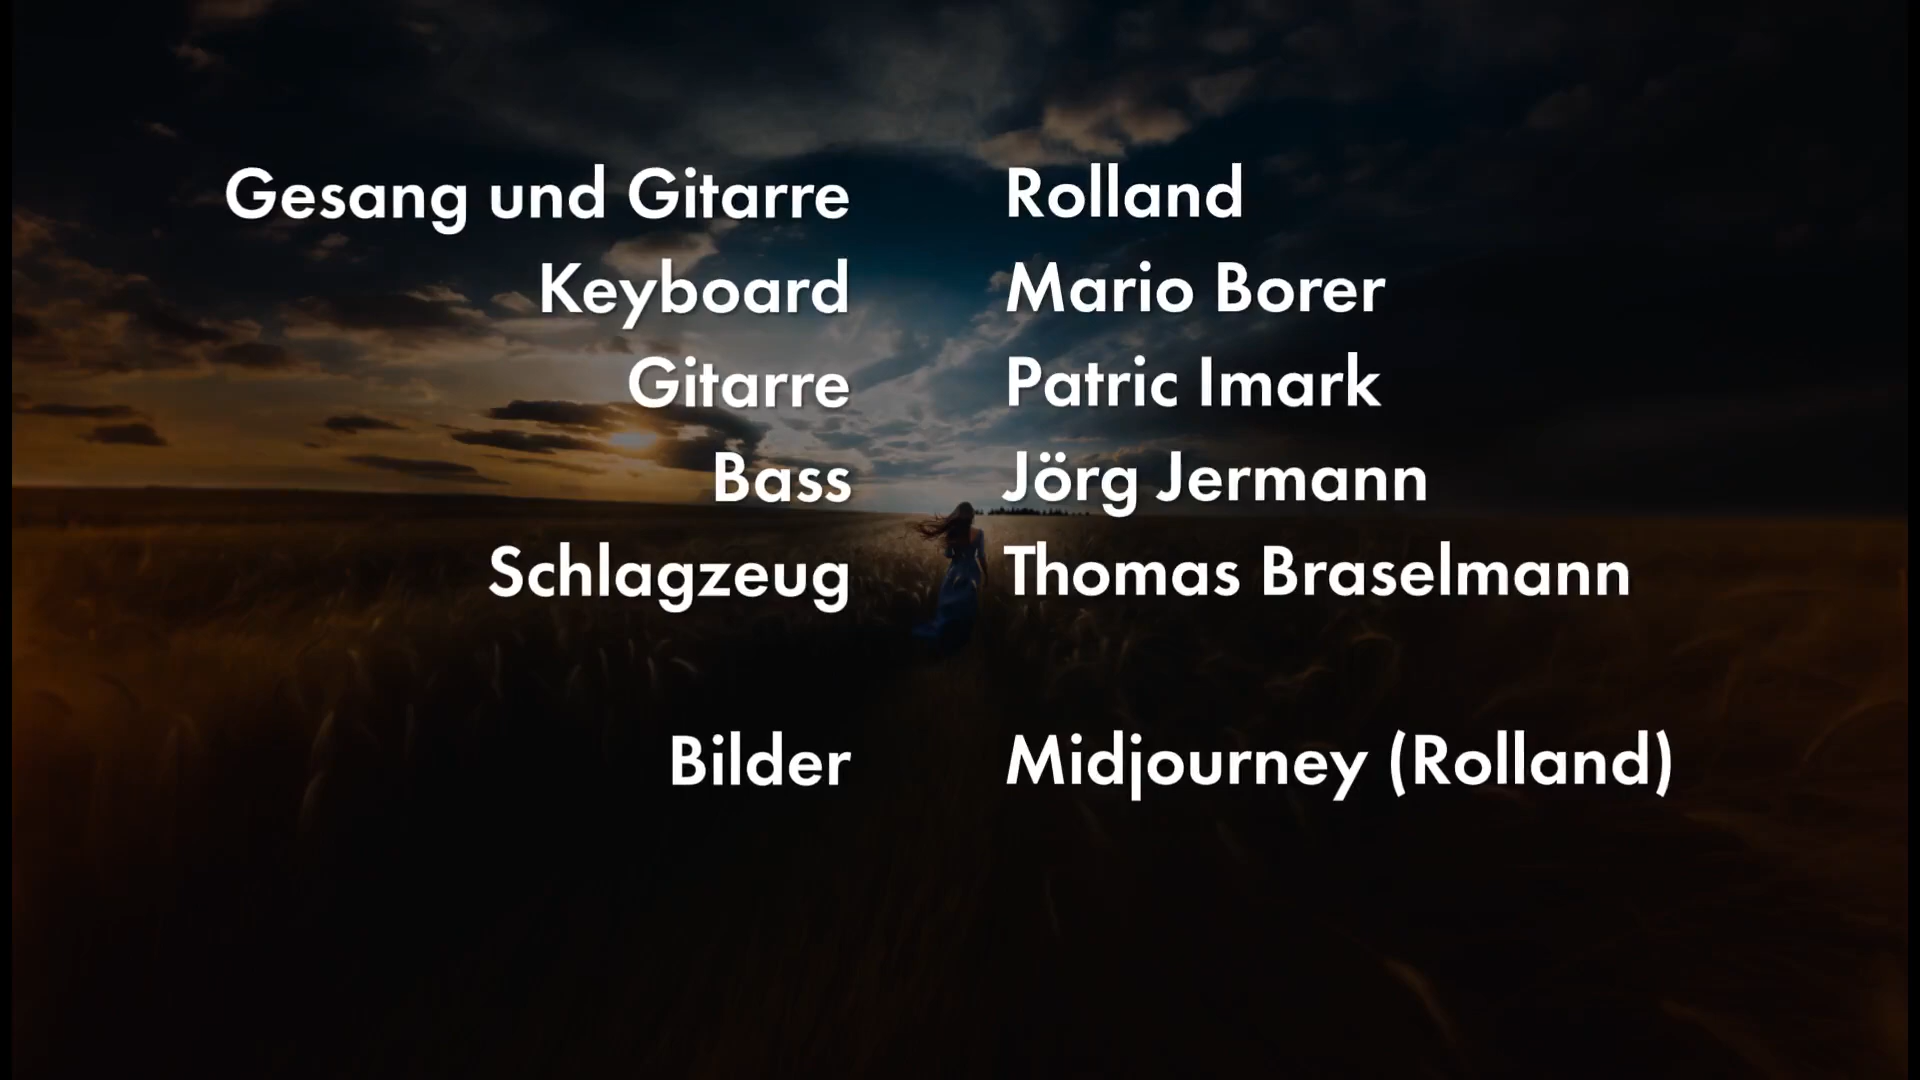 Gesang und Gitarre Rolland
Keyboard Mario Borer
Gitarre Patric Imark
Bass Jörg Jermann
Schlagzeug Thomas Braselmann
Bilder Midjourney (Rolland)